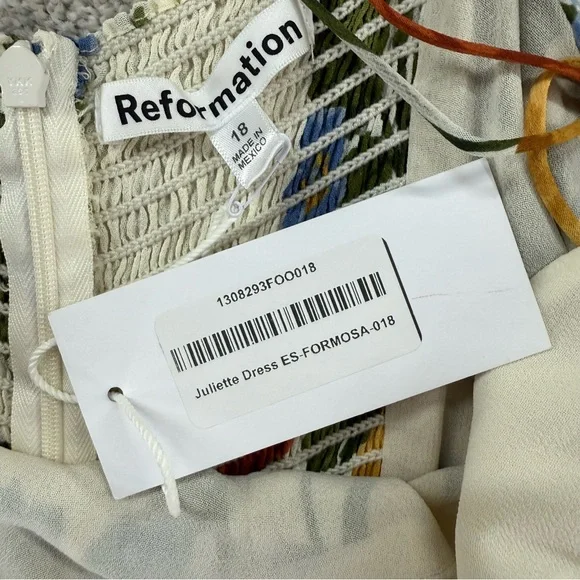 Reformation
18
MADE IN
MEXICO
1308293FOO018
Juliette Dress ES-FORMOSA-018